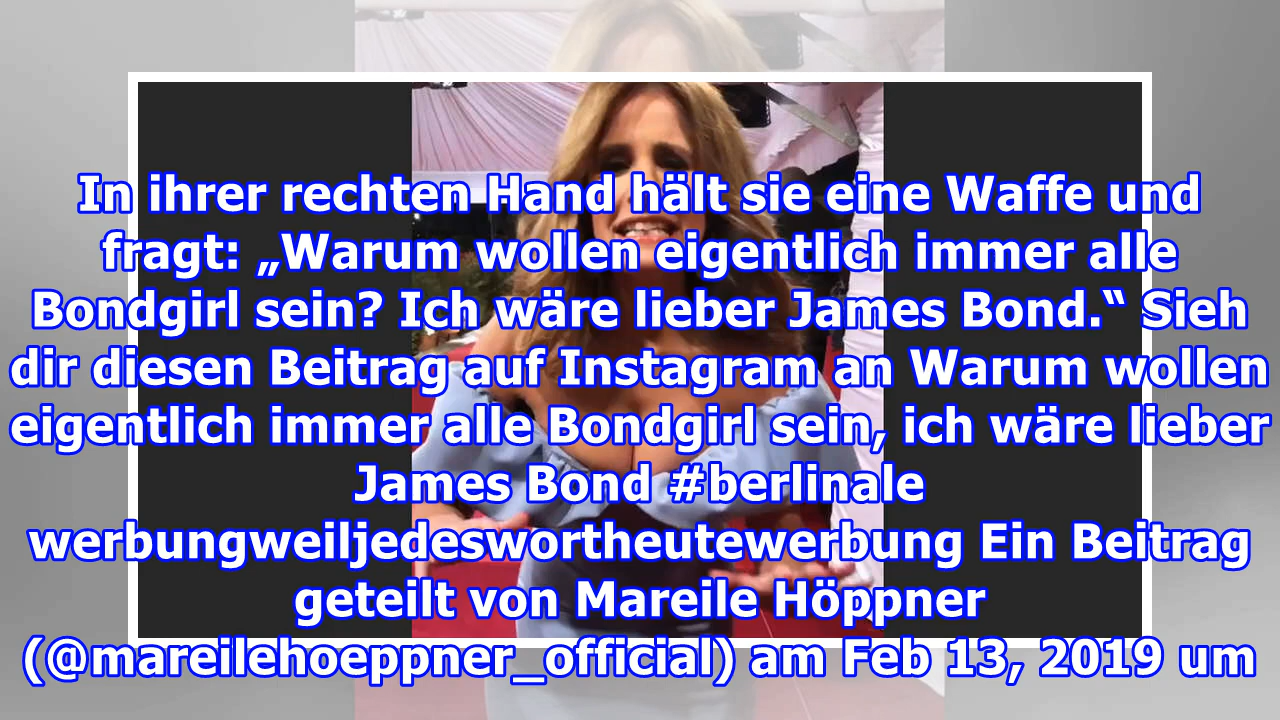 In ihrer rechten Hand hält sie eine Waffe und
fragt: „Warum wollen eigentlich immer alle
Bondgirl sein? Ich wäre lieber James Bond.“ Sieh
dir diesen Beitrag auf Instagram an Warum wollen
eigentlich immer alle Bondgirl sein, ich wäre lieber
James Bond #berlinale
werbungweiljedeswortheutewerbung Ein Beitrag
geteilt von Mareile Höppner
(@mareilehoeppner_official) am Feb 13, 2019 um